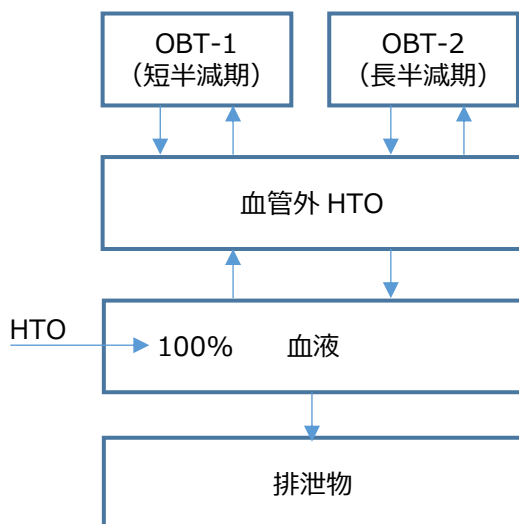 OBT-1
（短半減期）
OBT-2
（長半減期）
血管外 HTO
HTO
100% 血液
排泄物